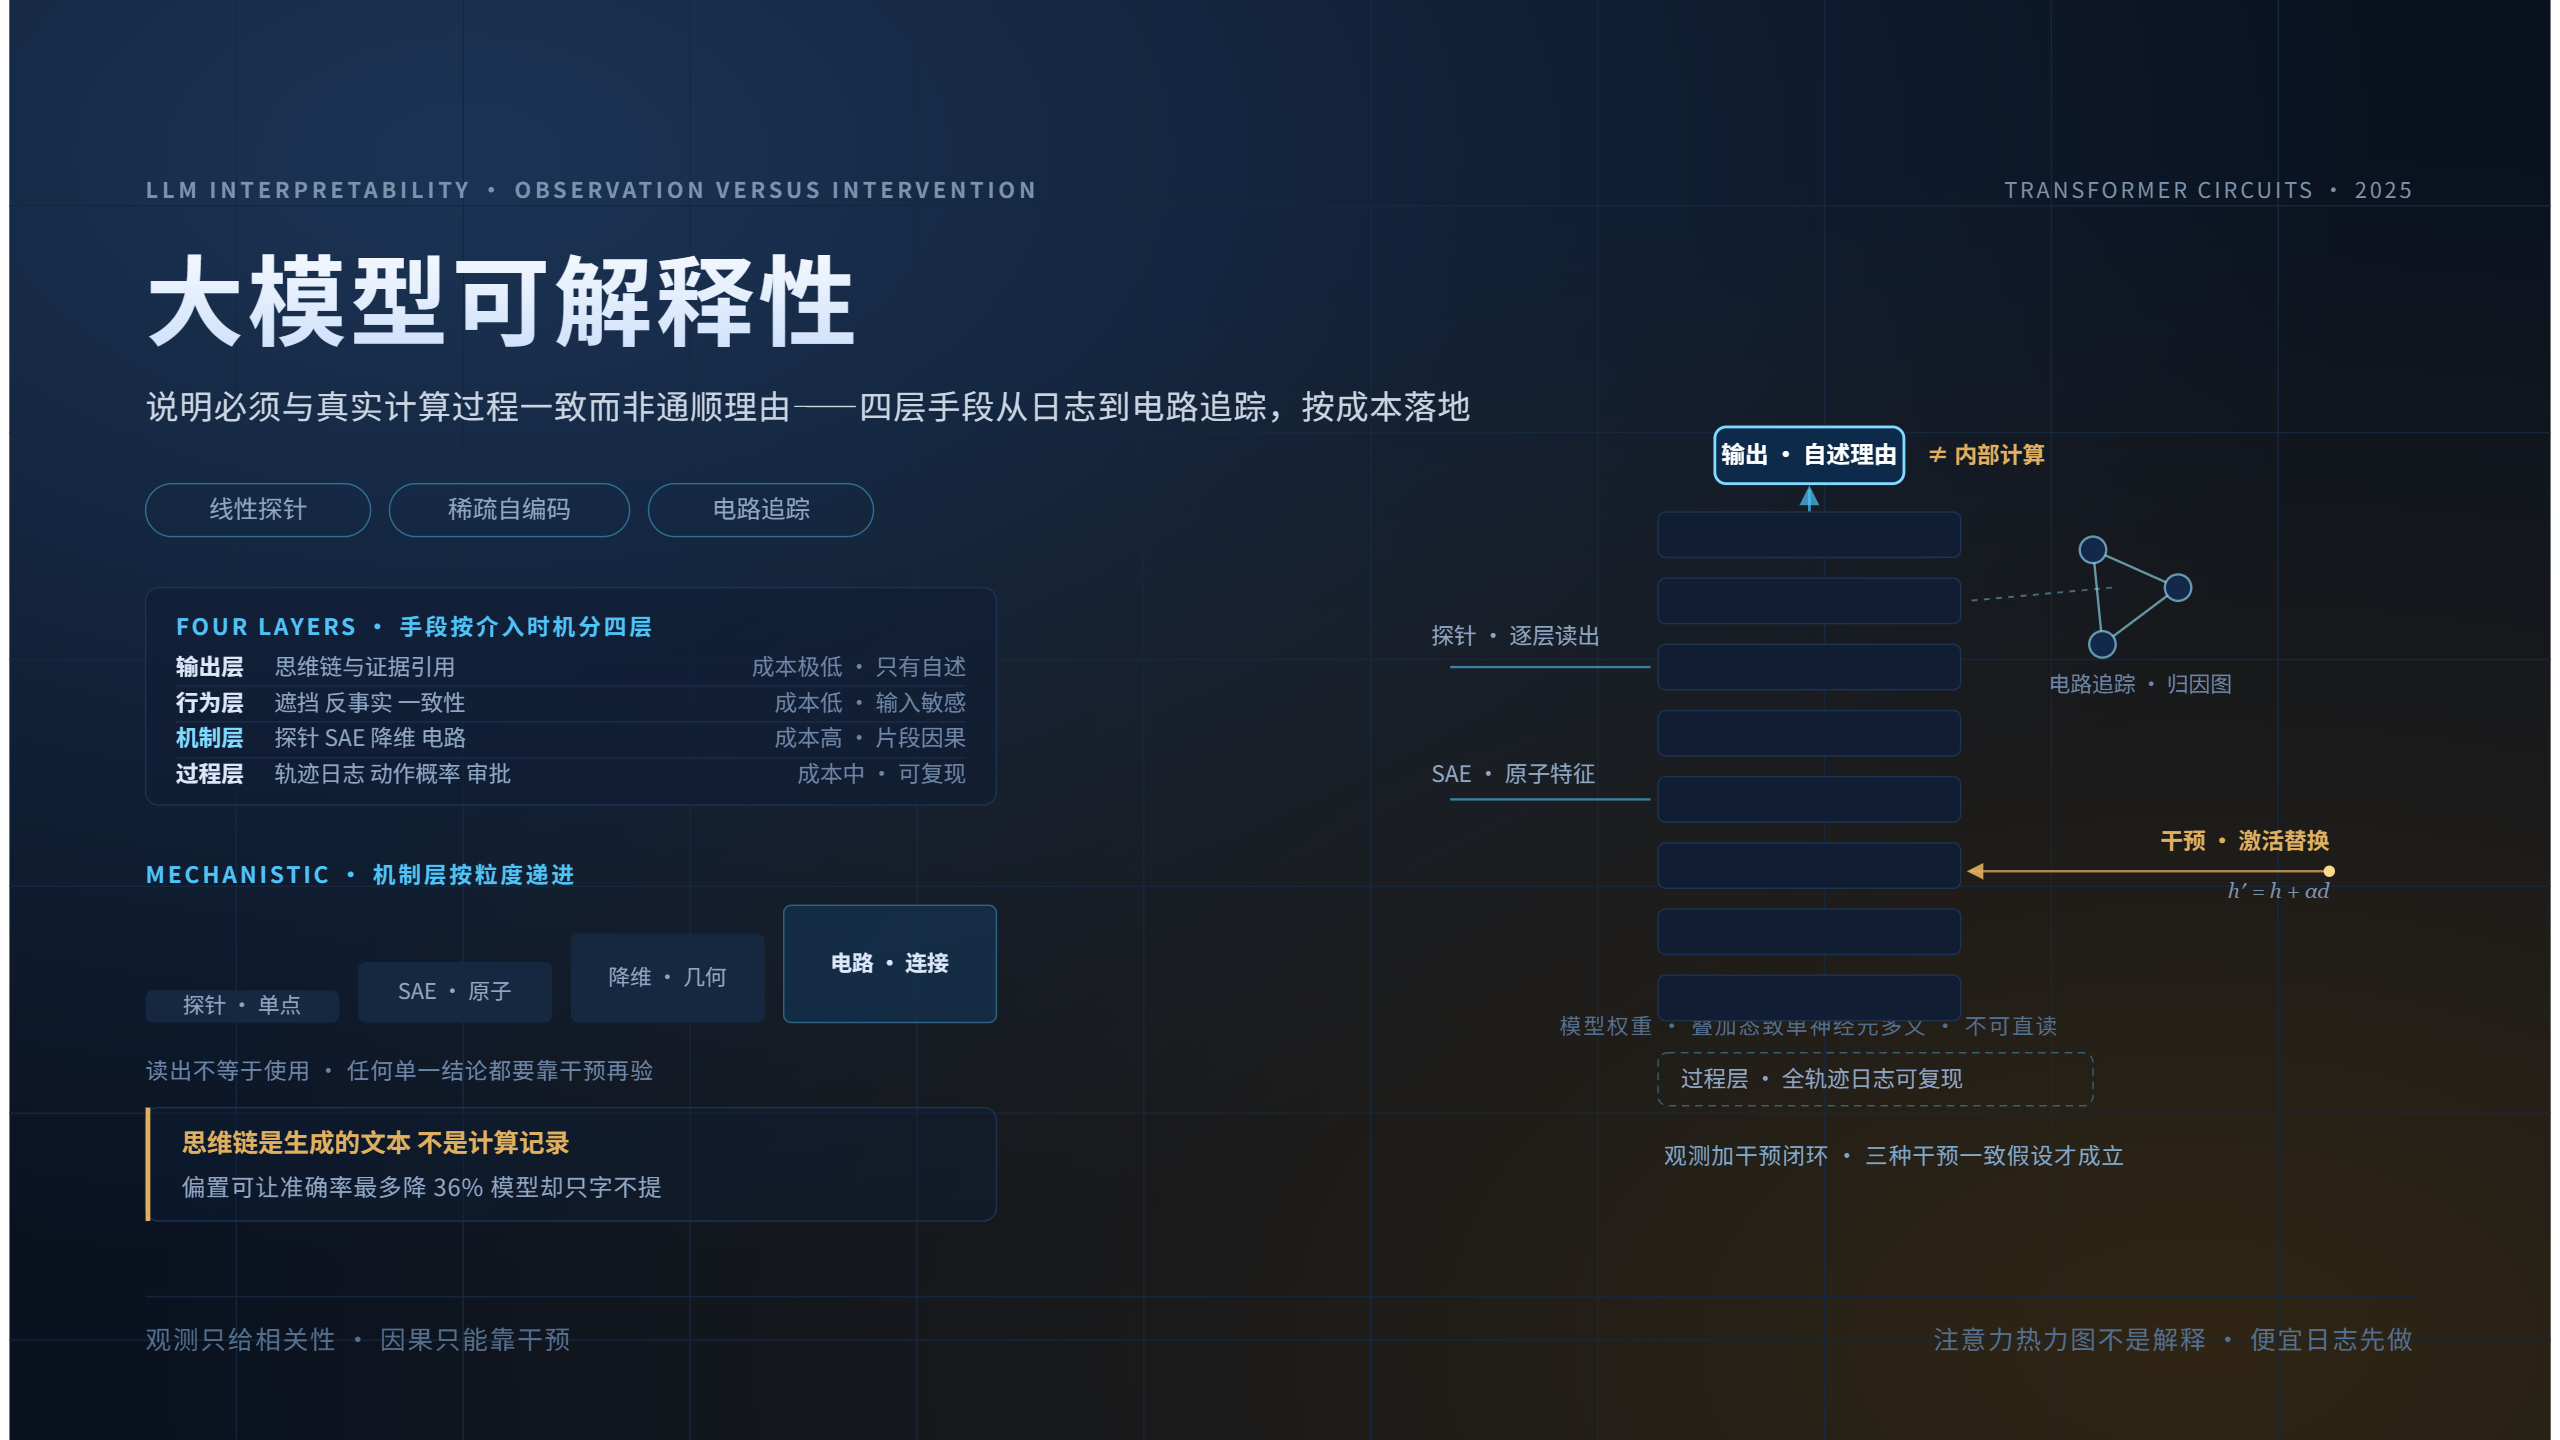 LLM INTERPRETABILITY • OBSERVATION VERSUS INTERVENTION
TRANSFORMER CIRCUITS • 2025
大模型可解释性
说明必须与真实计算过程一致而非通顺理由——四层手段从日志到电路追踪，按成本落地
线性探针
稀疏自编码
电路追踪
FOUR LAYERS • 手段按介入时机分四层
输出层 思维链与证据引用 成本极低 • 只有自述
行为层 遮挡 反事实 一致性 成本低 • 输入敏感
机制层 探针 SAE 降维 电路 成本高 • 片段因果
过程层 轨迹日志 动作概率 审批 成本中 • 可复现
MECHANISTIC • 机制层按粒度递进
探针 • 单点
SAE • 原子
降维 • 几何
电路 • 连接
读出不等于使用 • 任何单一结论都要靠干预再验
思维链是生成的文本 不是计算记录
偏置可让准确率最多降 36% 模型却只字不提
输出 • 自述理由
≠ 内部计算
探针 • 逐层读出
SAE • 原子特征
电路追踪 • 归因图
干预 • 激活替换
h′ = h + αd
模型权重 • 叠加态致单神经元多义 • 不可直读
过程层 • 全轨迹日志可复现
观测加干预闭环 • 三种干预一致假设才成立
观测只给相关性 • 因果只能靠干预
注意力热力图不是解释 • 便宜日志先做